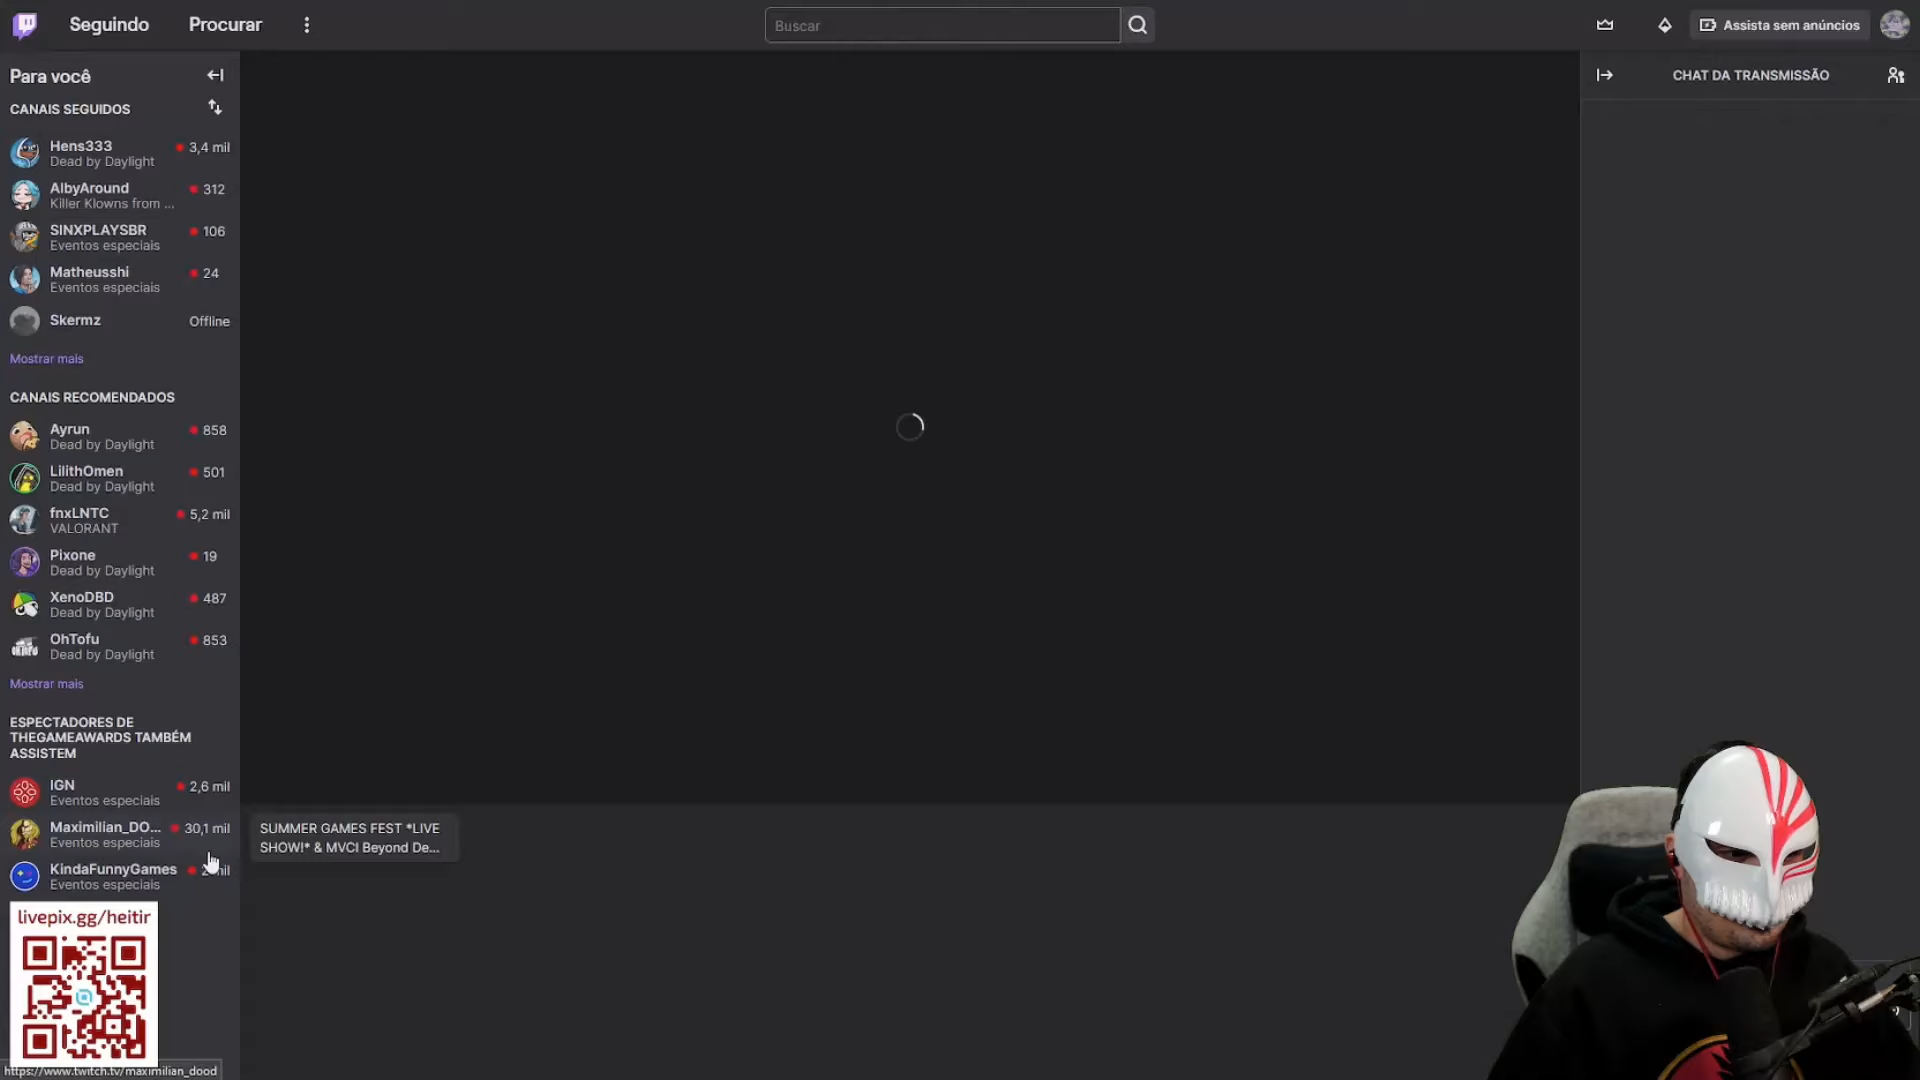 Seguindo
Procurar
Buscar
Assista sem anúncios
Para você
CANAIS SEGUIDOS
Hens333
3,4 mil
Dead by Daylight
AlbyAround
312
Killer Klowns from ...
SINXPLAYSBR
106
Eventos especiais
Matheusshi
24
Eventos especiais
Skermz
Offline
Mostrar mais
CANAIS RECOMENDADOS
Ayrun
858
Dead by Daylight
LilithOmen
501
Dead by Daylight
fnxLNTC
5,2 mil
VALORANT
Pixone
19
Dead by Daylight
XenoDBD
487
Dead by Daylight
OhTofu
853
Dead by Daylight
Mostrar mais
ESPECTADORES DE
THEGAMEAWARDS TAMBÉM
ASSISTEM
IGN
2,6 mil
Eventos especiais
Maximilian_DO...
30,1 mil
Eventos especiais
KindaFunnyGames
Eventos especiais
SUMMER GAMES FEST *LIVE
SHOW!* & MVCI Beyond De...
livepix.gg/heitir
https://www.twitch.tv/maximilian_dood
CHAT DA TRANSMISSÃO